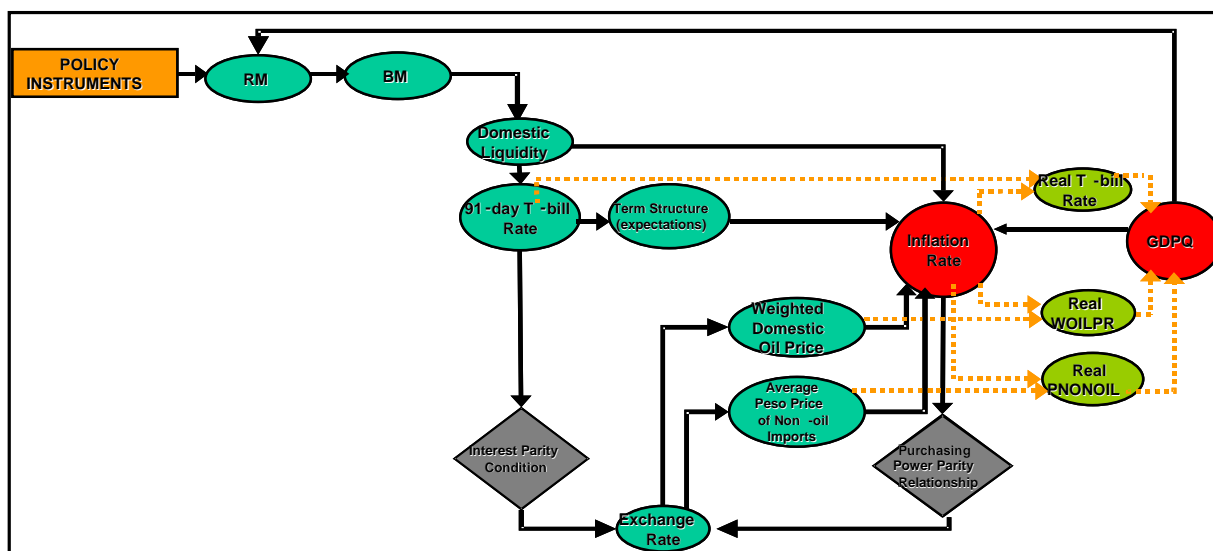 POLICY
INSTRUMENTS
RM
BM
Domestic
Liquidity
91-day T-bill
Rate
Term Structure
(expectations)
Real T-bill
Rate
Inflation
Rate
GDPQ
Weighted
Domestic
Oil Price
Real
WOILPR
Average
Peso Price
of Non-oil
Imports
Real
PNONOIL
Interest Parity
Condition
Purchasing
Power Parity
Relationship
Exchange
Rate